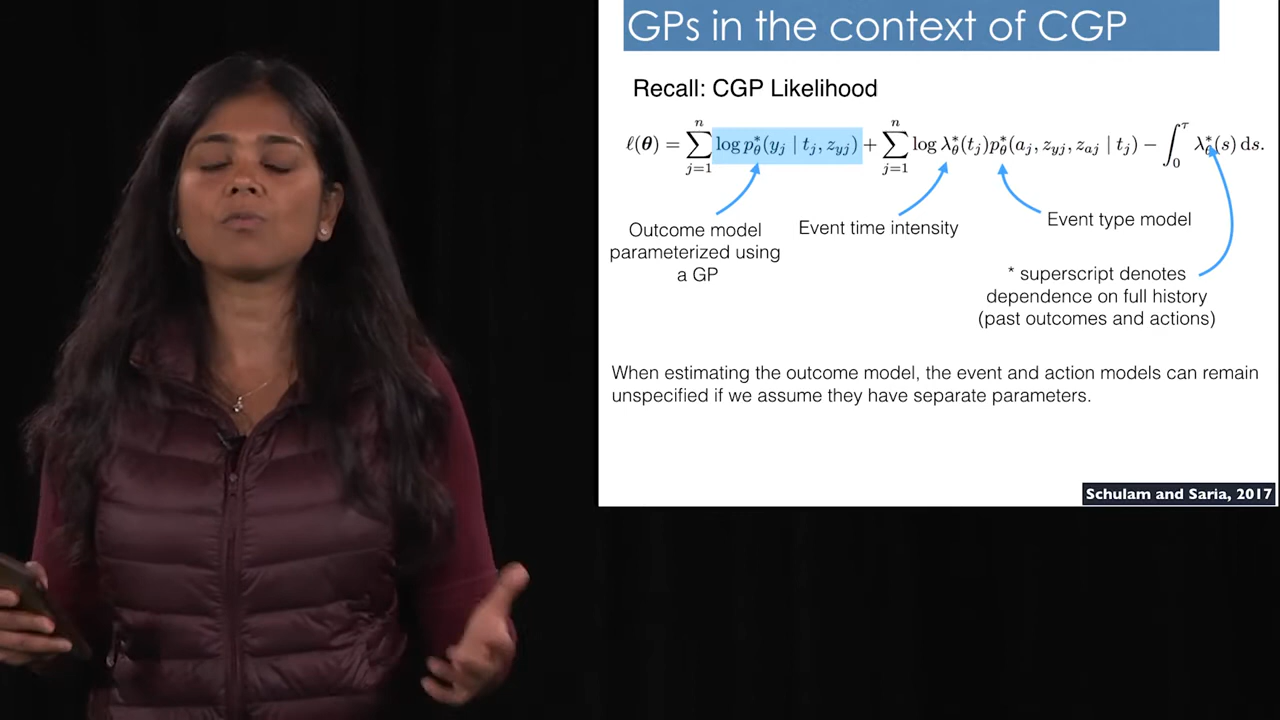 GPs in the context of CGP
Recall: CGP Likelihood
ℓ(θ) = ∑_{j=1}^{n} log p*_θ(y_j | t_j, z_{yj}) + ∑_{j=1}^{n} log λ*_θ(t_j)p*_θ(a_j, z_{yj}, z_{aj} | t_j) − ∫_0^τ λ*_θ(s) ds.
Outcome model
parameterized using
a GP
Event time intensity
Event type model
* superscript denotes
dependence on full history
(past outcomes and actions)
When estimating the outcome model, the event and action models can remain
unspecified if we assume they have separate parameters.
Schulam and Saria, 2017